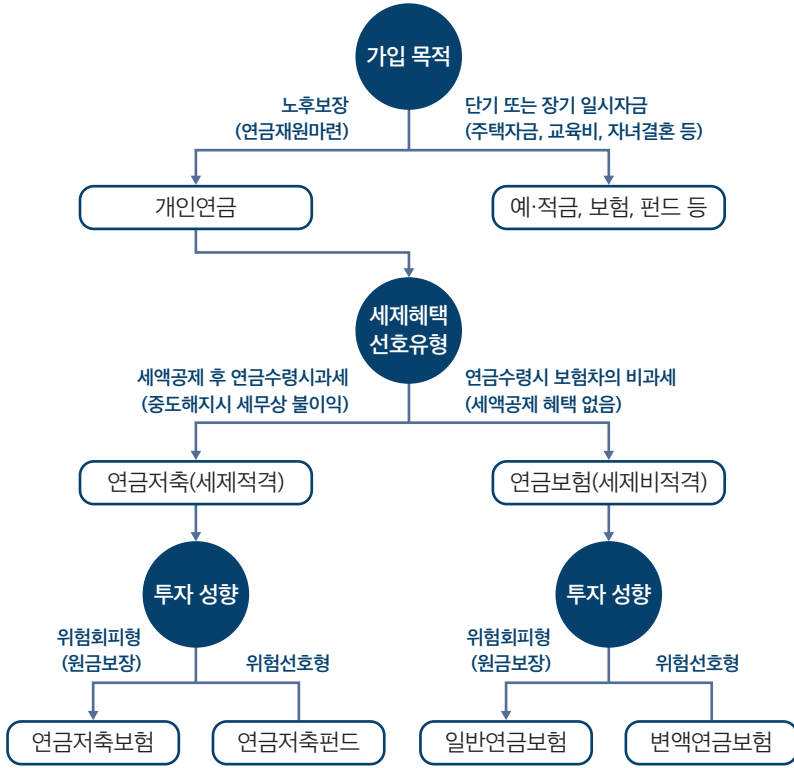 가입 목적
노후보장
(연금재원마련)
단기 또는 장기 일시자금
(주택자금, 교육비, 자녀결혼 등)
개인연금
예·적금, 보험, 펀드 등
세제혜택
선호유형
세액공제 후 연금수령시과세
(중도해지시 세무상 불이익)
연금수령시 보험차의 비과세
(세액공제 혜택 없음)
연금저축(세제적격)
연금보험(세제비적격)
투자 성향
투자 성향
위험회피형
(원금보장)
위험선호형
위험회피형
(원금보장)
위험선호형
연금저축보험
연금저축펀드
일반연금보험
변액연금보험